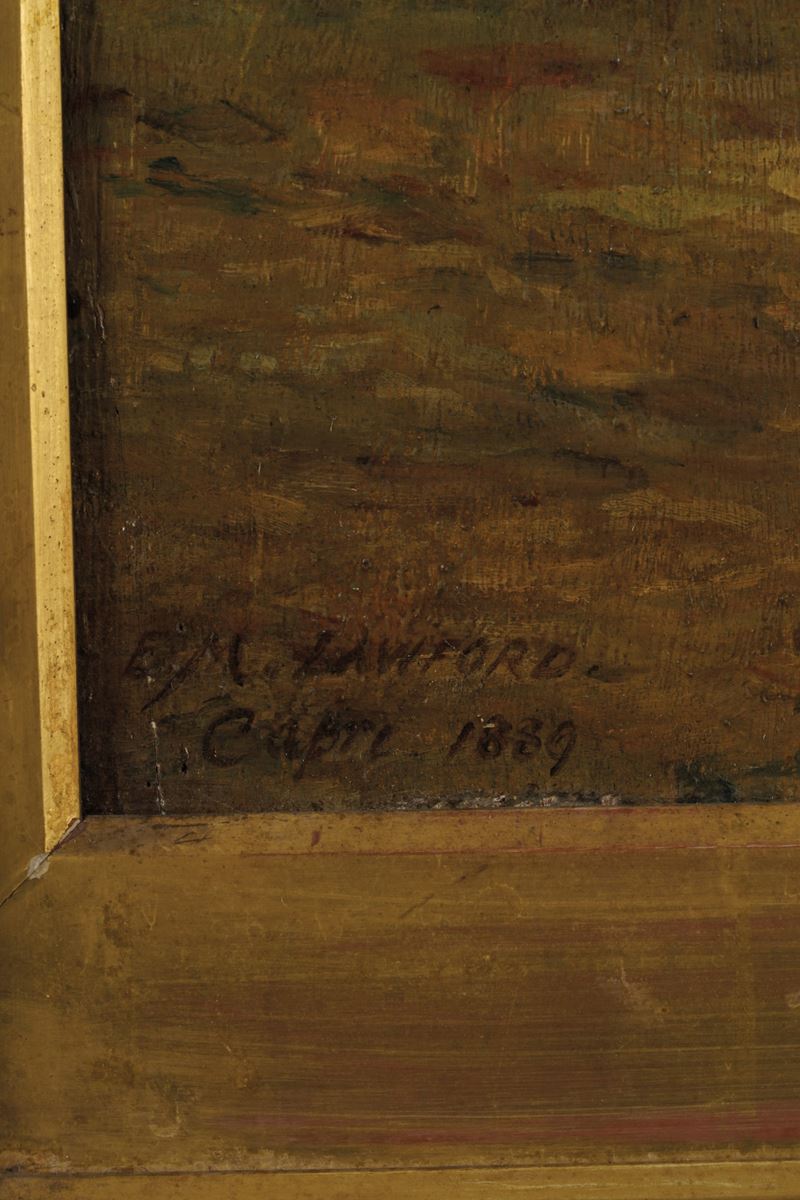 E. M. LAWFORD.
Capri 1889